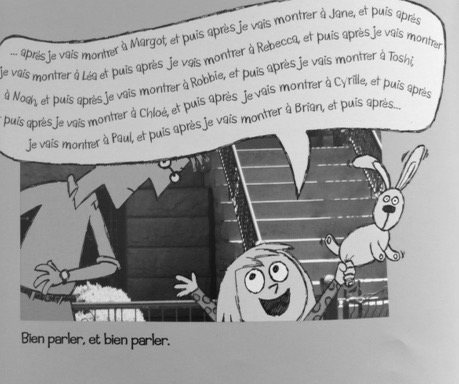 ... après je vais montrer à Margot, et puis après je vais montrer à Jane, et puis après
je vais montrer à Léa et puis après je vais montrer à Rebecca, et puis après je vais montrer
à Noah, et puis après je vais montrer à Robbie, et puis après je vais montrer à Toshi,
puis après je vais montrer à Chloé, et puis après je vais montrer à Cyrille, et puis après
je vais montrer à Paul, et puis après je vais montrer à Brian, et puis après...
Bien parler, et bien parler.